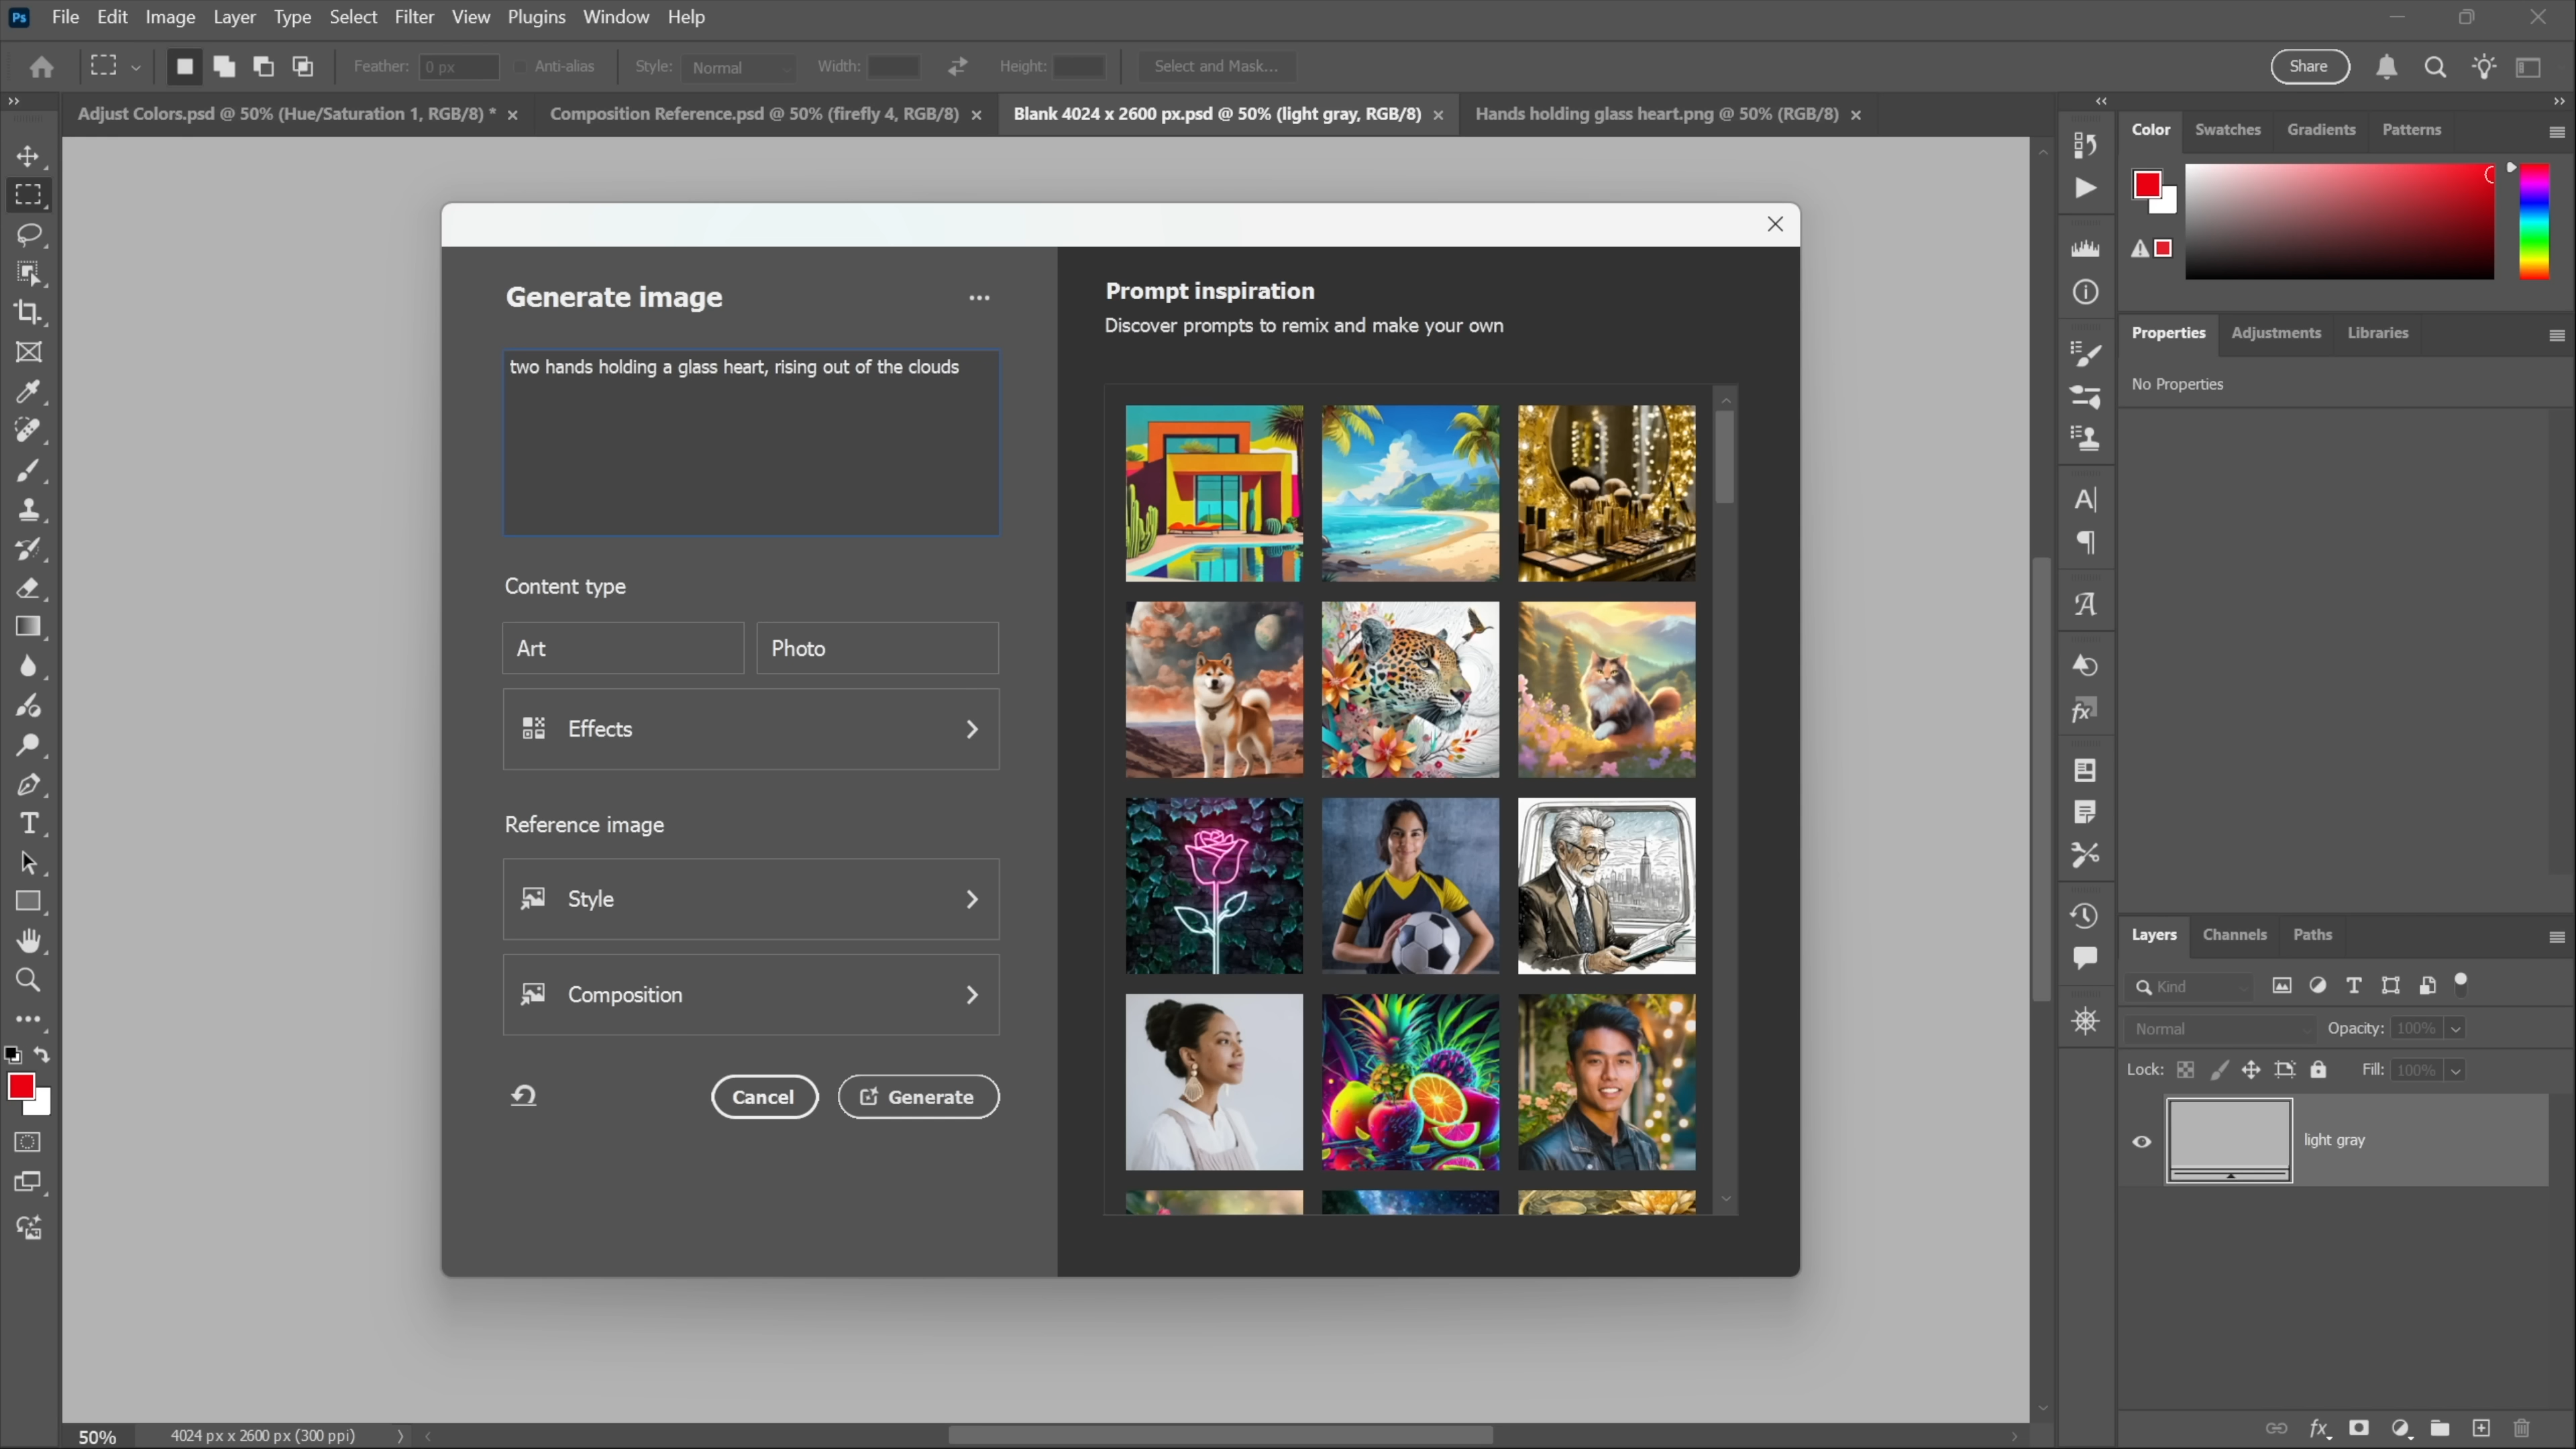 Ps File Edit Image Layer Type Select Filter View Plugins Window Help
Feather: 0 px Anti-alias Style: Normal Width: Height: Select and Mask... Share
Adjust Colors.psd @ 50% (Hue/Saturation 1, RGB/8) * Composition Reference.psd @ 50% (firefly 4, RGB/8) Blank 4024 x 2600 px.psd @ 50% (light gray, RGB/8) Hands holding glass heart.png @ 50% (RGB/8)
Color Swatches Gradients Patterns
Generate image
two hands holding a glass heart, rising out of the clouds
Content type
Art Photo
Effects
Reference image
Style
Composition
Cancel Generate
Prompt inspiration
Discover prompts to remix and make your own
Properties Adjustments Libraries
No Properties
Layers Channels Paths
Kind
Normal Opacity: 100%
Lock: Fill: 100%
light gray
50% 4024 px x 2600 px (300 ppi)